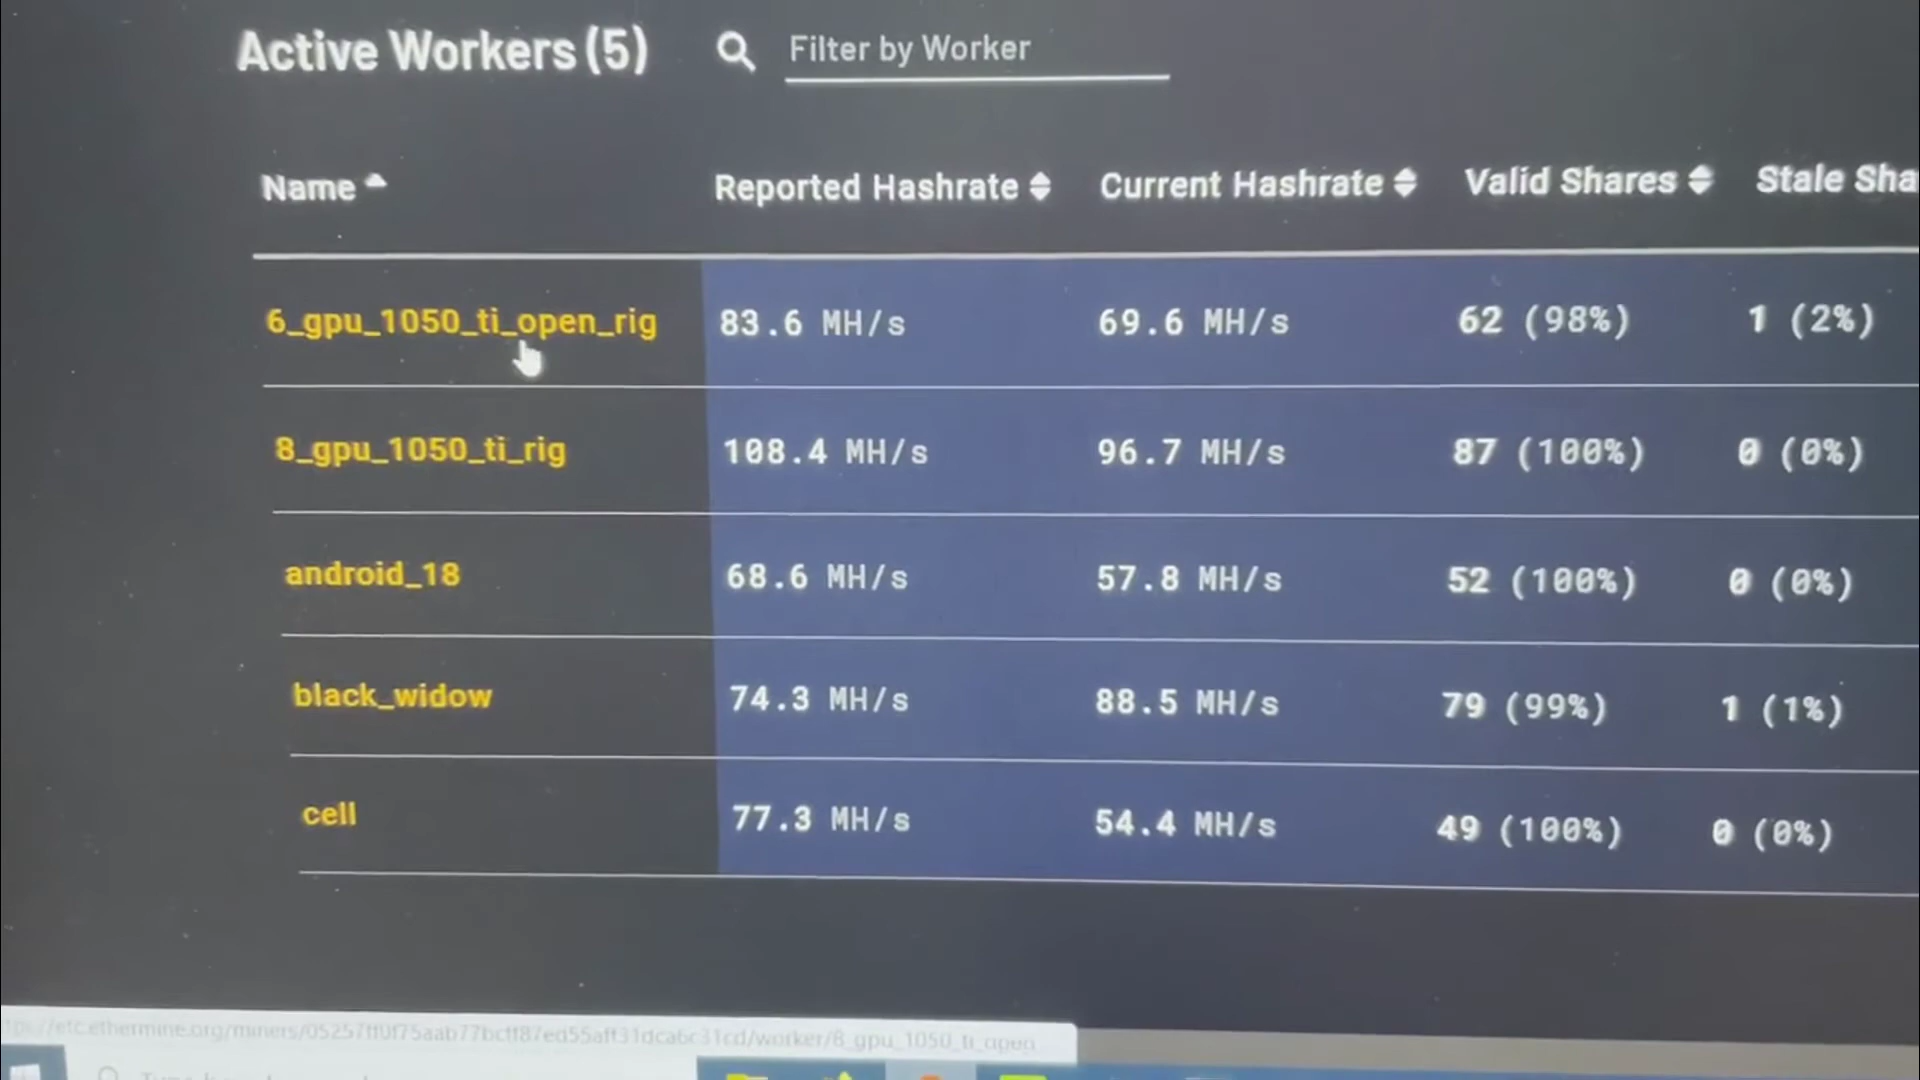 Active Workers (5) Filter by Worker
Name Reported Hashrate Current Hashrate Valid Shares Stale Sha
6_gpu_1050_ti_open_rig 83.6 MH/s 69.6 MH/s 62 (98%) 1 (2%)
8_gpu_1050_ti_rig 108.4 MH/s 96.7 MH/s 87 (100%) 0 (0%)
android_18 68.6 MH/s 57.8 MH/s 52 (100%) 0 (0%)
black_widow 74.3 MH/s 88.5 MH/s 79 (99%) 1 (1%)
cell 77.3 MH/s 54.4 MH/s 49 (100%) 0 (0%)